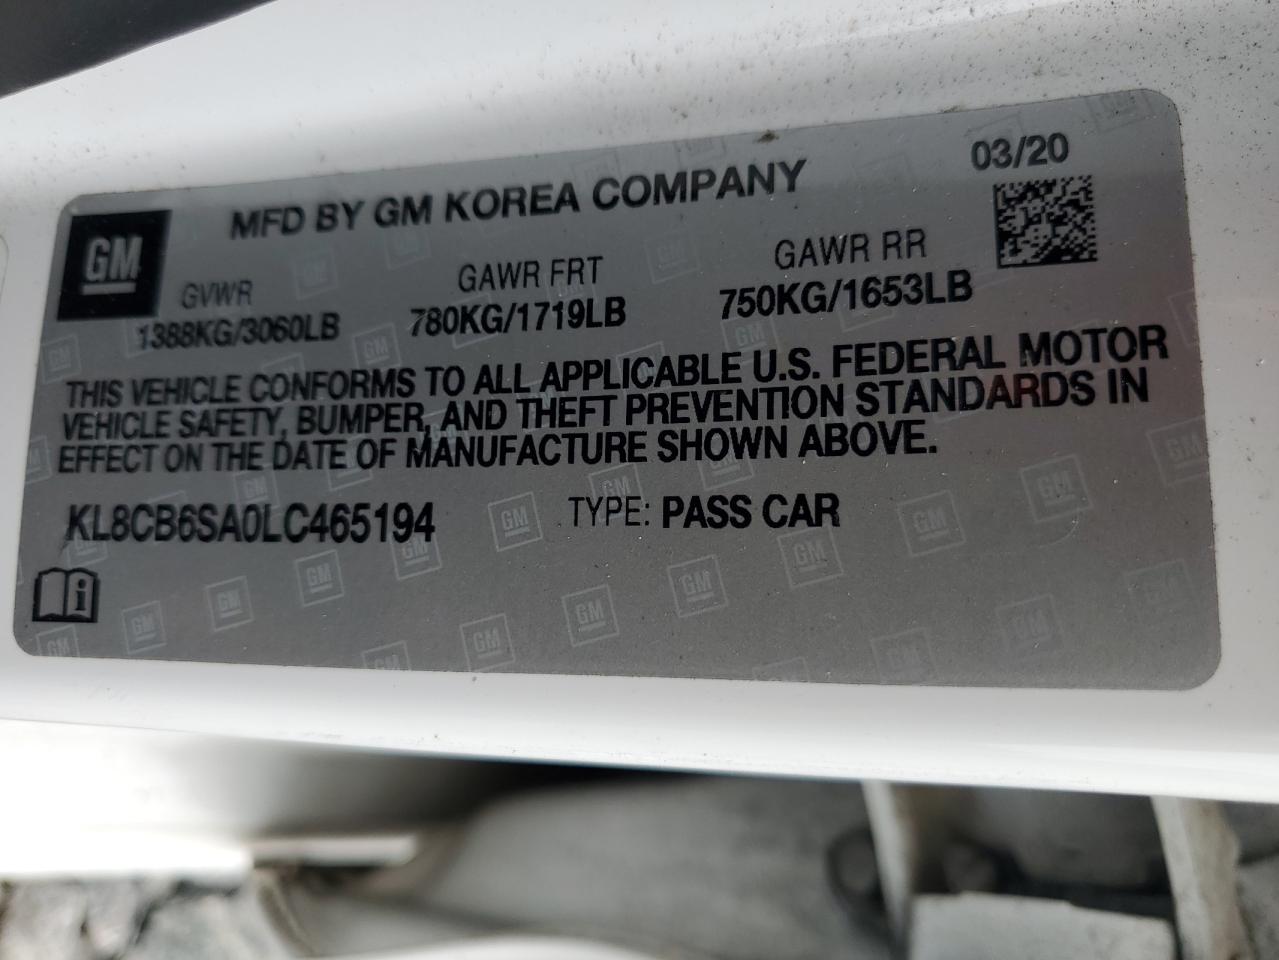 GM
MFD BY GM KOREA COMPANY
03/20
GVWR
1388KG/3060LB
GAWR FRT
780KG/1719LB
GAWR RR
750KG/1653LB
THIS VEHICLE CONFORMS TO ALL APPLICABLE U.S. FEDERAL MOTOR
VEHICLE SAFETY, BUMPER, AND THEFT PREVENTION STANDARDS IN
EFFECT ON THE DATE OF MANUFACTURE SHOWN ABOVE.
KL8CB6SA0LC465194
TYPE: PASS CAR